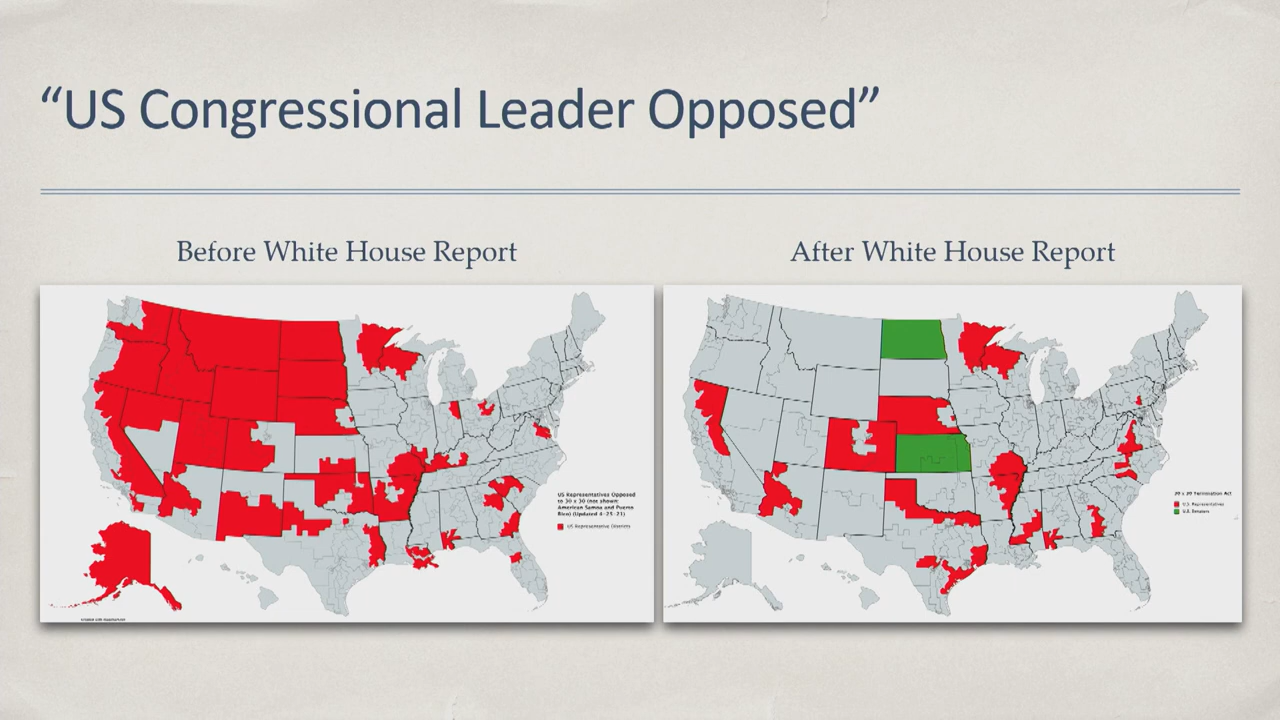 “US Congressional Leader Opposed”
Before White House Report
After White House Report
US Representatives Opposed
to 30 x 30 (not shown:
American Samoa and Puerto
Rico) (Updated 4-25-21)
US Representative Districts
30 x 30 Termination Act
U.S. Representatives
U.S. Senators